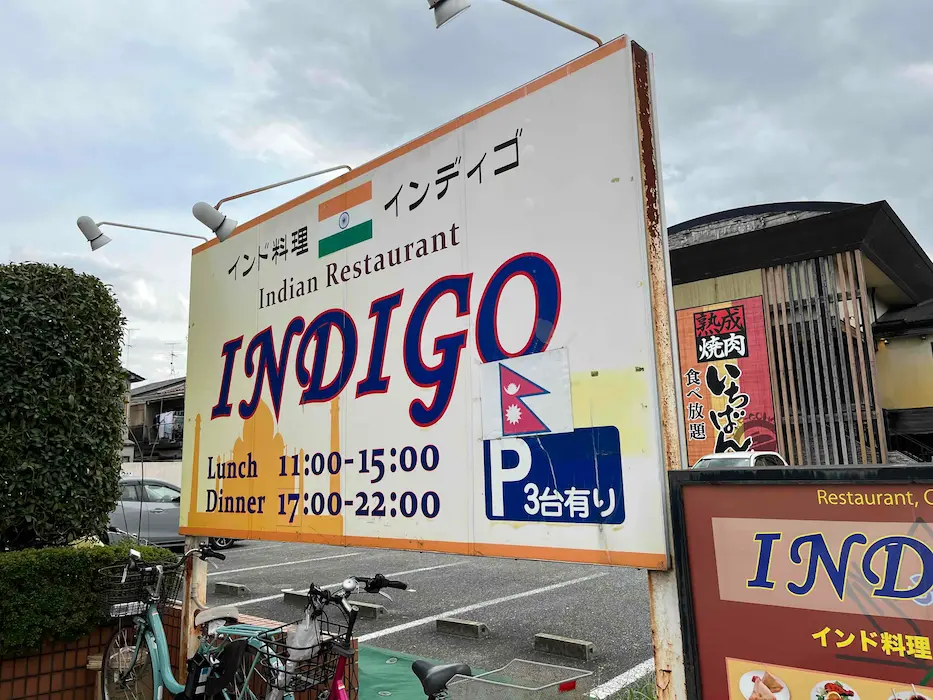 インド料理 インディゴ
Indian Restaurant
INDIGO
Lunch 11:00-15:00
Dinner 17:00-22:00
P 3台有り
熟成
焼肉
いちばん
食べ放題
Restaurant,
IND
インド料理